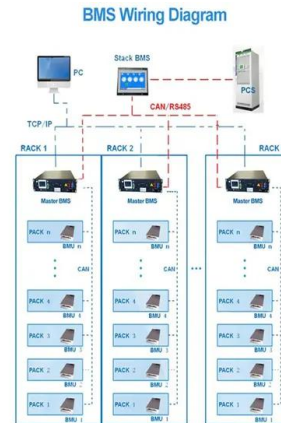 BMS Wiring Diagram
Stack BMS
PC
PCS
CAN/RS485
TCP/IP
RACK 1
RACK 2
RACK
Master BMS
Master BMS
Master BMS
PACK n
BMU n
PACK n
BMU n
PACK n
BMU n
CAN
CAN
CAN
PACK 4
BMU 4
PACK 4
BMU 4
PACK 4
BMU 4
PACK 3
BMU 3
PACK 3
BMU 3
PACK 3
BMU 3
PACK 2
BMU 2
PACK 2
BMU 2
PACK 2
BMU 2
PACK 1
BMU 1
PACK 1
BMU 1
PACK 1
BMU 1